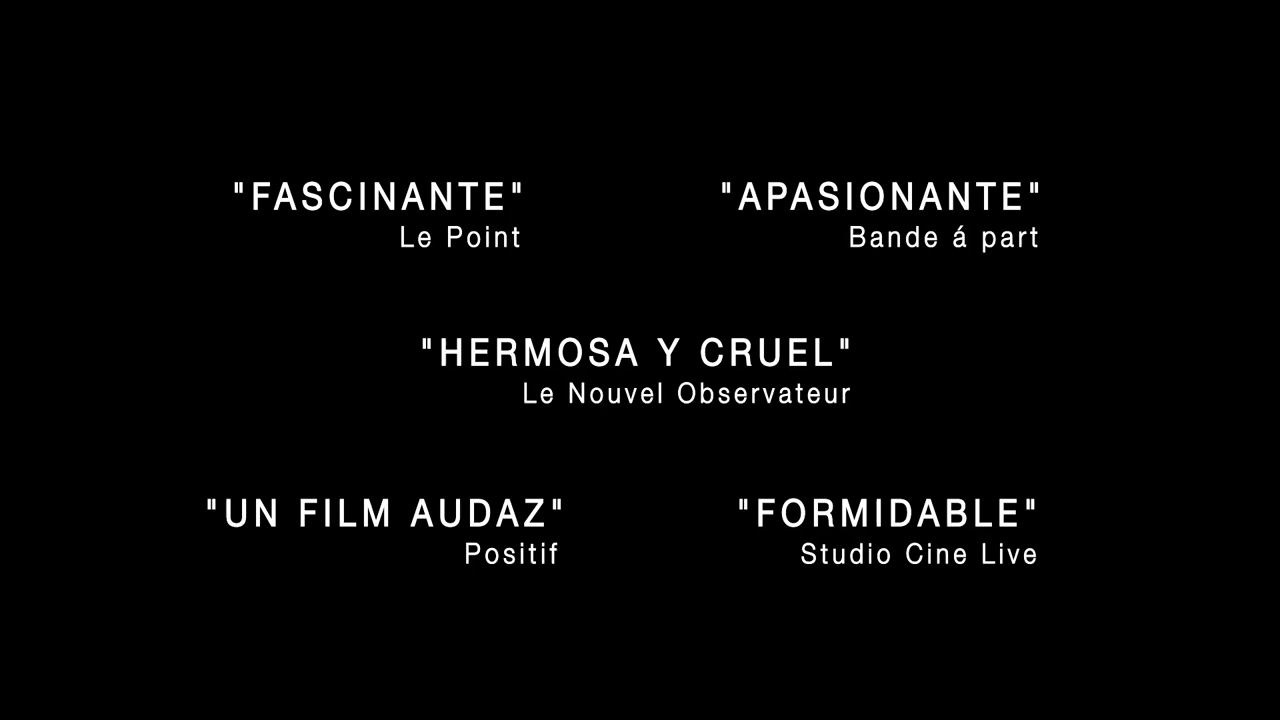 "FASCINANTE"
Le Point
"APASIONANTE"
Bande á part
"HERMOSA Y CRUEL"
Le Nouvel Observateur
"UN FILM AUDAZ"
Positif
"FORMIDABLE"
Studio Cine Live